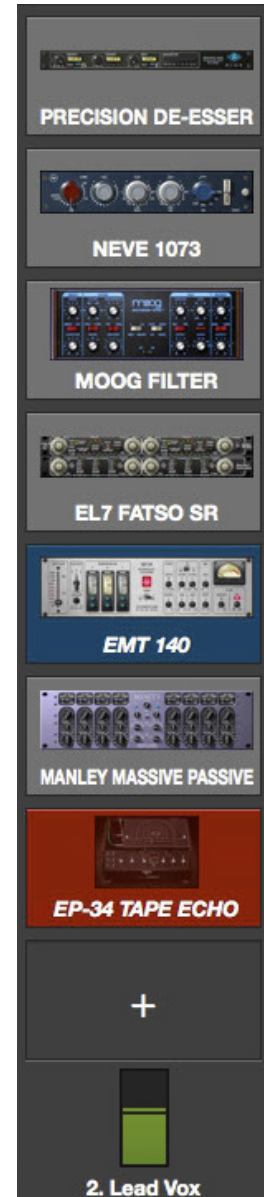 PRECISION DE-ESSER
NEVE 1073
moog
MOOG FILTER
EL7 FATSO SR
EMT 140
MANLEY MASSIVE PASSIVE
EP-34 TAPE ECHO
+
2. Lead Vox